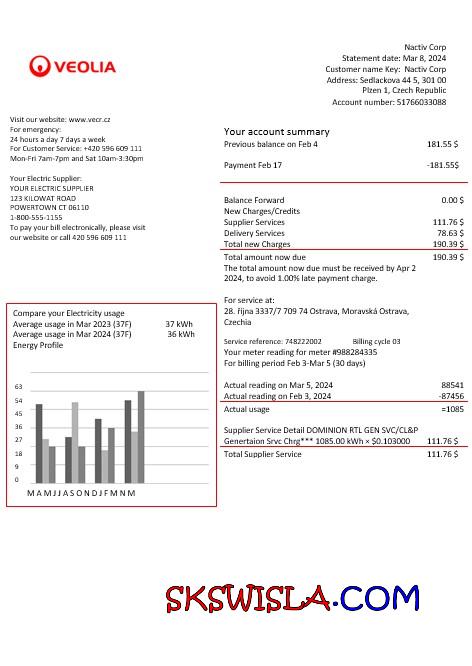 VEOLIA
Nactiv Corp
Statement date: Mar 8, 2024
Customer name Key: Nactiv Corp
Address: Sedlackova 44 5, 301 00
Plzen 1, Czech Republic
Account number: 51766033088
Visit our website: www.vecr.cz
For emergency:
24 hours a day 7 days a week
For Customer Service: +420 596 609 111
Mon-Fri 7am-7pm and Sat 10am-3:30pm
Your Electric Supplier:
YOUR ELECTRIC SUPPLIER
123 KILOWAT ROAD
POWERTOWN CT 06110
1-800-555-1155
To pay your bill electronically, please visit
our website or call 420 596 609 111
Your account summary
Previous balance on Feb 4 181.55 $
Payment Feb 17 -181.55$
Balance Forward 0.00 $
New Charges/Credits
Supplier Services 111.76 $
Delivery Services 78.63 $
Total new Charges 190.39 $
Total amount now due 190.39 $
The total amount now due must be received by Apr 2
2024, to avoid 1.00% late payment charge.
For service at:
28. října 3337/7 709 74 Ostrava, Moravská Ostrava,
Czechia
Service reference: 748222002 Billing cycle 03
Your meter reading for meter #988284335
For billing period Feb 3-Mar 5 (30 days)
Actual reading on Mar 5, 2024 88541
Actual reading on Feb 3, 2024 -87456
Actual usage =1085
Supplier Service Detail DOMINION RTL GEN SVC/CL&P
Genertaion Srvc Chrg*** 1085.00 kWh × $0.103000 111.76 $
Total Supplier Service 111.76 $
Compare your Electricity usage
Average usage in Mar 2023 (37F) 37 kWh
Average usage in Mar 2024 (37F) 36 kWh
Energy Profile
63
54
45
36
27
18
9
0
M A M J J A S O N D J F M N M
SKSWISLA.COM